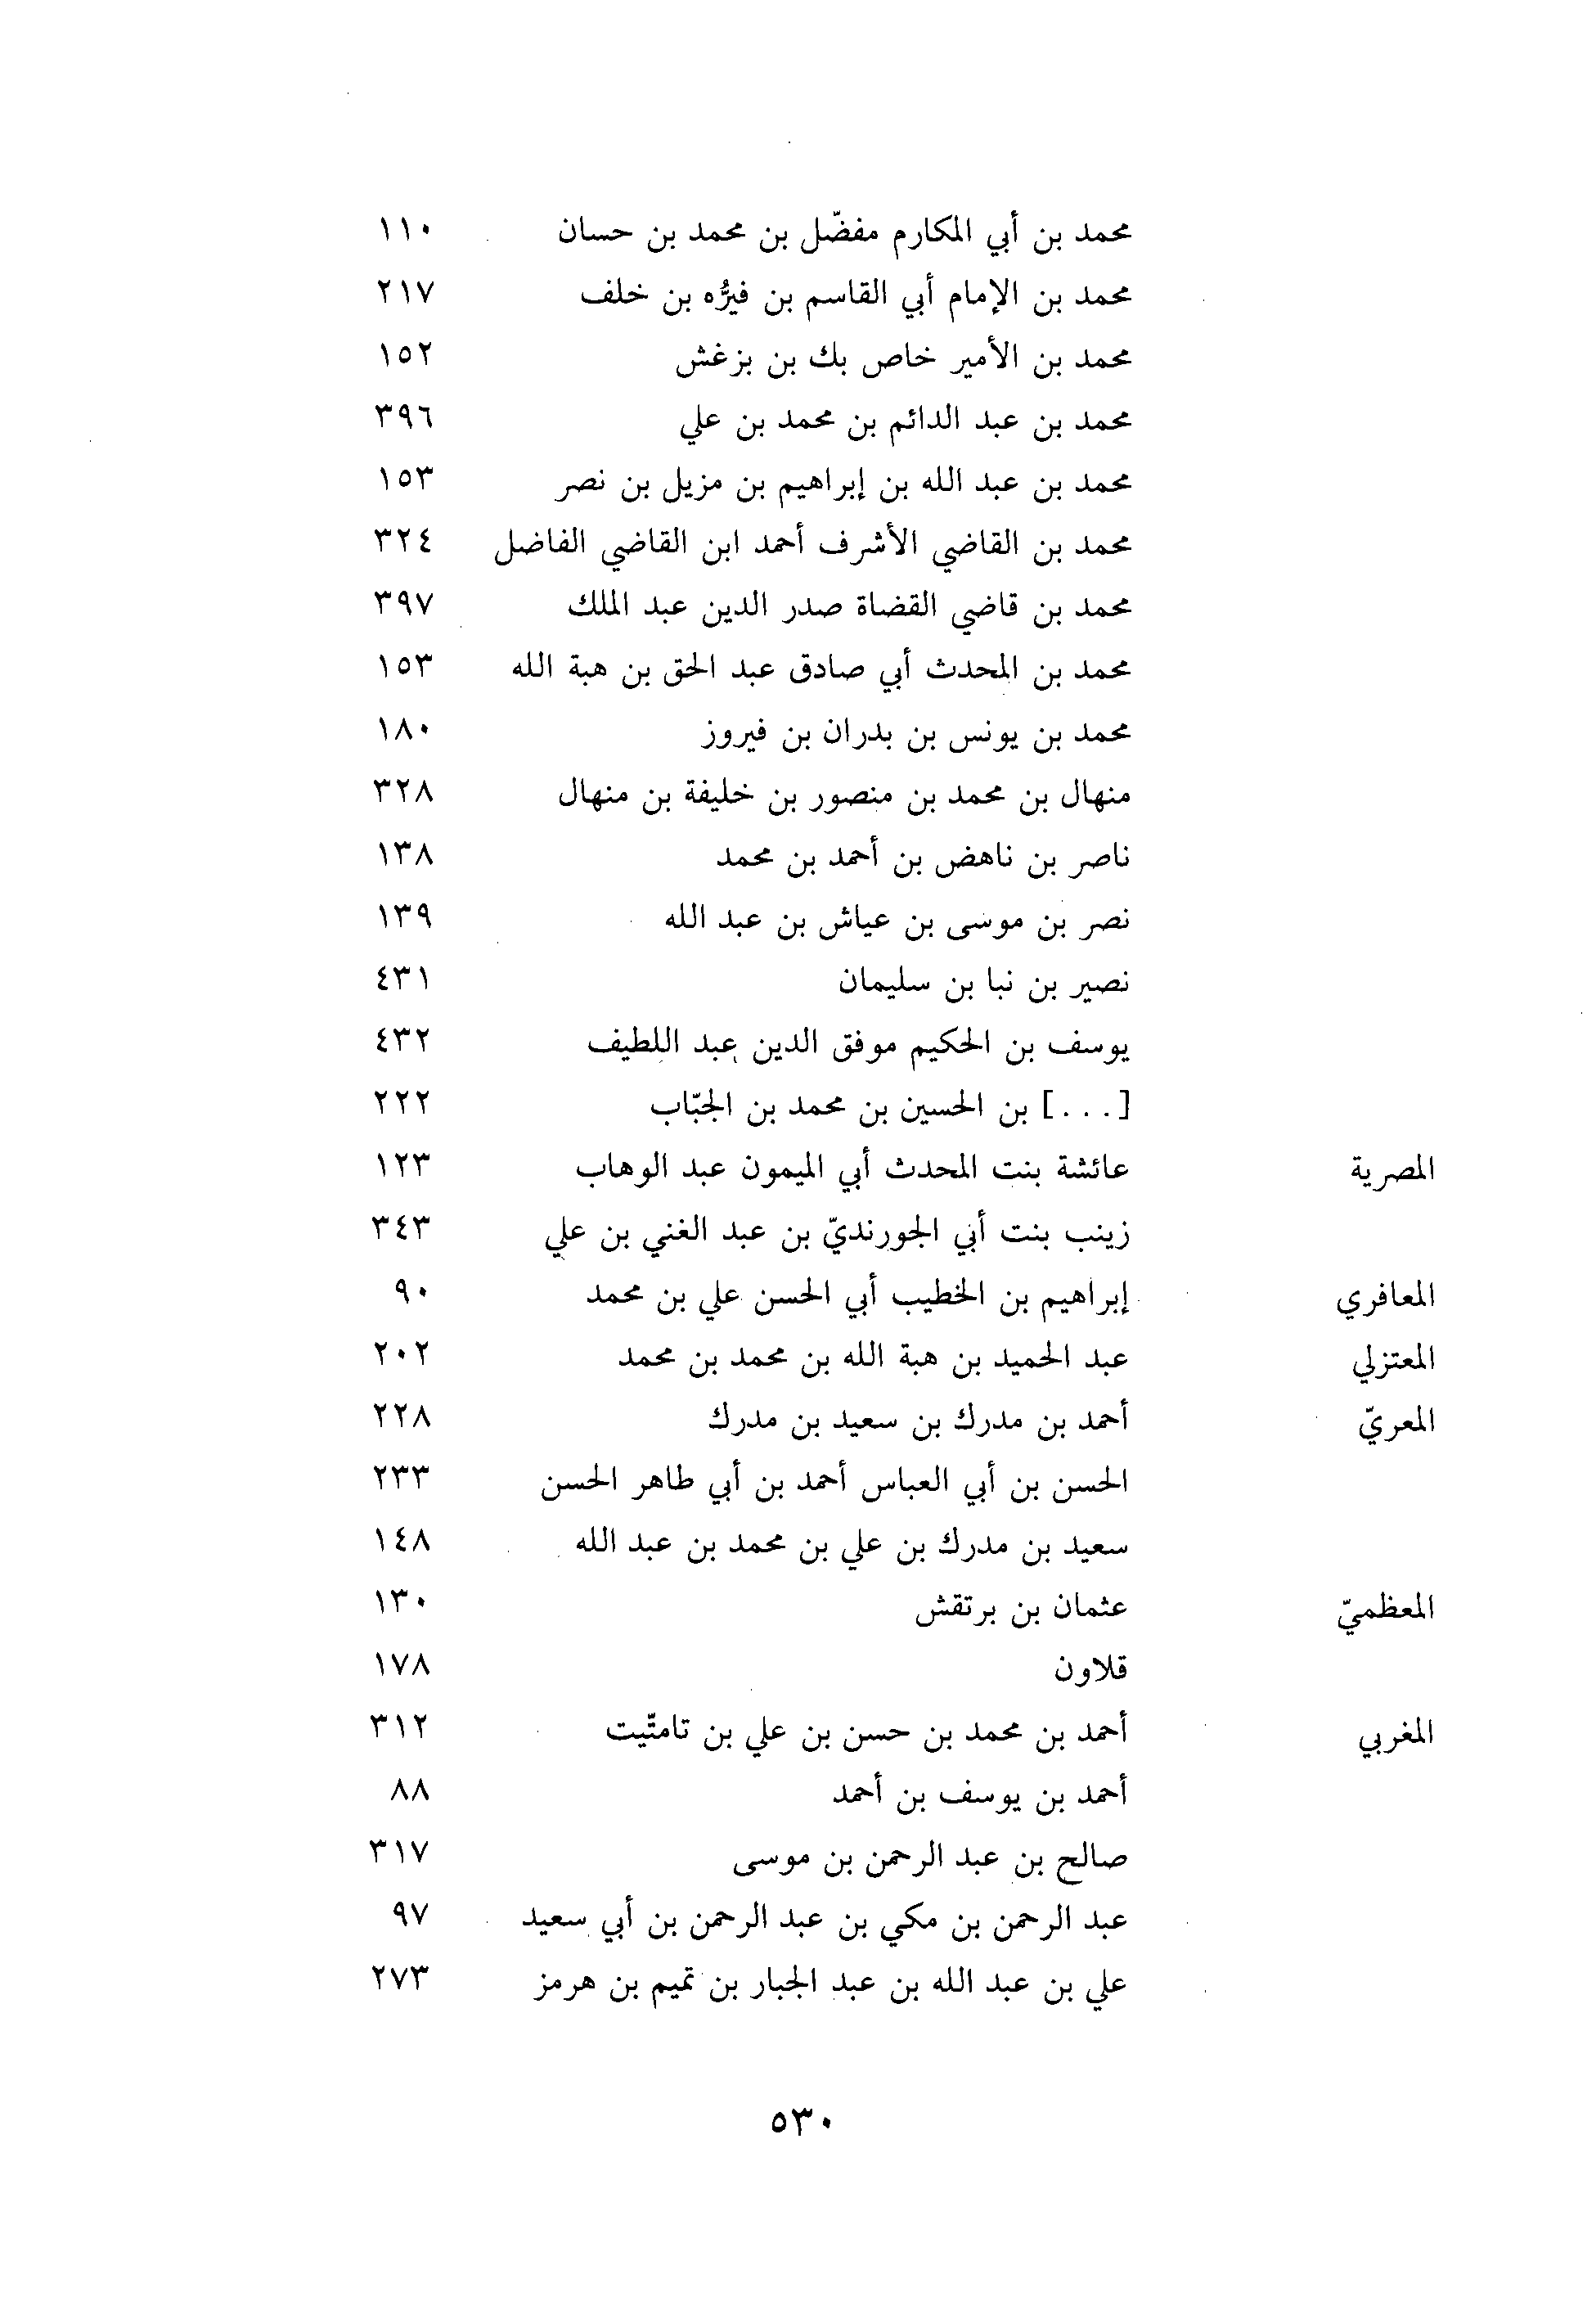 محمد بن أبي المكارم مفضّل بن محمد بن حسان ١١٠
محمد بن الإمام أبي القاسم بن فيرُّه بن خلف ٢١٧
محمد بن الأمير خاص بك بن بزغش ١٥٢
محمد بن عبد الدائم بن محمد بن علي ٣٩٦
محمد بن عبد الله بن إبراهيم بن مزيل بن نصر ١٥٣
محمد بن القاضي الأشرف أحمد ابن القاضي الفاضل ٣٢٤
محمد بن قاضي القضاة صدر الدين عبد الملك ٣٩٧
محمد بن المحدث أبي صادق عبد الحق بن هبة الله ١٥٣
محمد بن يونس بن بدران بن فيروز ١٨٠
منهال بن محمد بن منصور بن خليفة بن منهال ٣٢٨
ناصر بن ناهض بن أحمد بن محمد ١٣٨
نصر بن موسى بن عياش بن عبد الله ١٣٩
نصير بن نبا بن سليمان ٤٣١
يوسف بن الحكيم موفق الدين عبد اللطيف ٤٣٢
[...] بن الحسين بن محمد بن الجبّاب ٢٢٢
المصرية عائشة بنت المحدث أبي الميمون عبد الوهاب ١٢٣
زينب بنت أبي الجورنديّ بن عبد الغني بن علي ٣٤٣
المعافري إبراهيم بن الخطيب أبي الحسن علي بن محمد ٩٠
المعتزلي عبد الحميد بن هبة الله بن محمد بن محمد ٢٠٢
المعريّ أحمد بن مدرك بن سعيد بن مدرك ٢٢٨
الحسن بن أبي العباس أحمد بن أبي طاهر الحسن ٢٣٣
سعيد بن مدرك بن علي بن محمد بن عبد الله ١٤٨
المعظميّ عثمان بن برتقش ١٣٠
قلاون ١٧٨
المغربي أحمد بن محمد بن حسن بن علي بن تامتّيت ٣١٢
أحمد بن يوسف بن أحمد ٨٨
صالح بن عبد الرحمن بن موسى ٣١٧
عبد الرحمن بن مكي بن عبد الرحمن بن أبي سعيد ٩٧
علي بن عبد الله بن عبد الجبار بن تميم بن هرمز ٢٧٣
٥٣٠